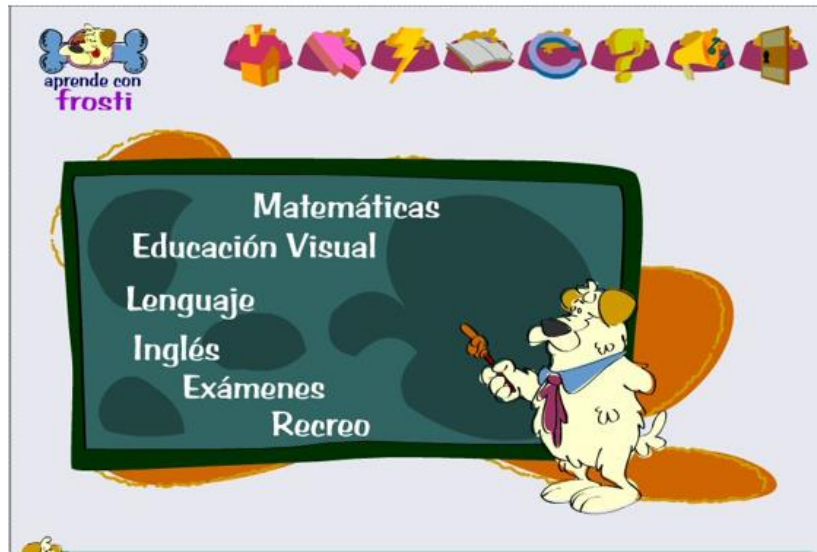 aprende con
frosti
Matemáticas
Educación Visual
Lenguaje
Inglés
Exámenes
Recreo